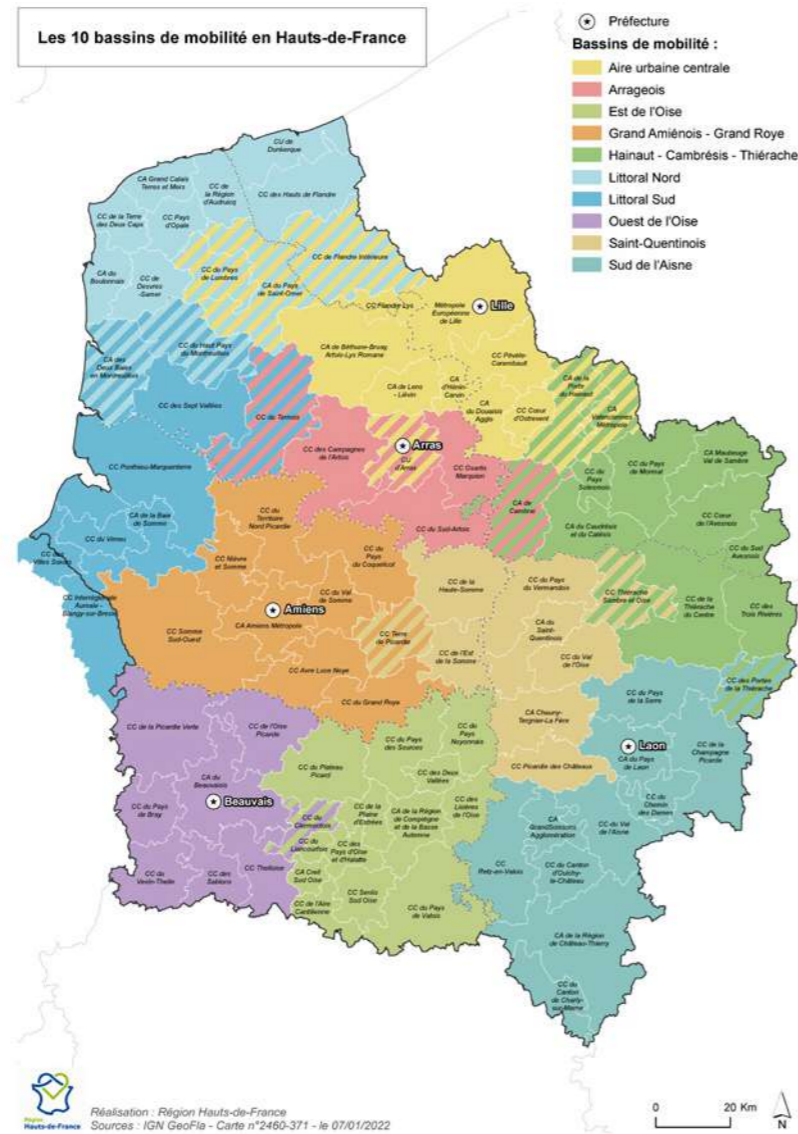 Les 10 bassins de mobilité en Hauts-de-France
Préfecture
Bassins de mobilité :
Aire urbaine centrale
Arrageois
Est de l'Oise
Grand Amiénois - Grand Roye
Hainaut - Cambrésis - Thiérache
Littoral Nord
Littoral Sud
Ouest de l'Oise
Saint-Quentinois
Sud de l'Aisne
CU de
Dunkerque
CA Grand Calais
Terres et Mers
CC de
la Région
d'Audruicq
CC des Hauts de Flandre
CC de la Terre
des Deux Caps
CC Pays
d'Opale
CC de Flandre Intérieure
CA du
Boulonnais
CC de
Desvres
-Samer
CC du Pays
de Lumbres
CA du Pays
de Saint-Omer
CC Flandre Lys
Métropole
Européenne
de Lille
Lille
CA des
Deux Baies
en Montreuillois
CC du Haut Pays
du Montreuillois
CA de Béthune-Bruay,
Artois-Lys Romane
CC Pévèle-
Carembault
CC des Sept Vallées
CC du Ternois
CA de Lens
- Liévin
CA
d'Hénin-
Carvin
CA
du Douaisis
Agglo
CC Cœur
d'Ostrevent
CA de la
Porte
du Hainaut
CA
Valenciennes
Métropole
CC des Campagnes
de l'Artois
Arras
CU
d'Arras
CC Osartis
Marquion
CC Ponthieu-Marquenterre
CC du Sud-Artois
CA de
Cambrai
CC du
Pays
Solesmois
CC du Pays
de Mormal
CA Maubeuge
Val de Sambre
CC Cœur
de l'Avesnois
CA du Caudrésis
et du Catésis
CC du Sud
Avesnois
CA de la Baie
de Somme
CC du Vimeu
CC des
Villes Sœurs
CC du
Territoire
Nord Picardie
CC Nièvre
et Somme
CC du
Pays
du Coquelicot
CC Interrégionale
Aumale -
Blangy-sur-Bresle
Amiens
CC du Val
de Somme
CA Amiens Métropole
CC Somme
Sud-Ouest
CC Terre
de Picardie
CC de la
Haute-Somme
CC du Pays
du Vermandois
CC Thiérache
Sambre et Oise
CC de la
Thiérache
du Centre
CC des
Trois Rivières
CA du
Saint-
Quentinois
CC de l'Est
de la Somme
CC du Val
de l'Oise
CC Avre Luce Noye
CC du Grand Roye
CC des Portes
de la Thiérache
CC du Pays
de la Serre
CA Chauny-
Tergnier-La Fère
CC Picardie des Châteaux
Laon
CA du Pays
de Laon
CC de la
Champagne
Picarde
CC de la Picardie Verte
CC de l'Oise
Picarde
CC du Plateau
Picard
CC du Pays
des Sources
CC du
Pays
Noyonnais
CC des Deux
Vallées
CA du
Beauvaisis
Beauvais
CC du Pays
de Bray
CC du
Clermontois
CC de
la Plaine
d'Estrées
CA de la Région
de Compiègne
et de la Basse
Automne
CC des
Lisières
de l'Oise
CC du
Chemin
des Dames
CC du Val
de l'Aisne
CA
GrandSoissons
Agglomération
CC du
Liancourtois
CC des
Pays d'Oise
et d'Halatte
CC du
Vexin-Thelle
CC des
Sablons
CC Thelloise
CA Creil
Sud Oise
CC Senlis
Sud Oise
CC de l'Aire
Cantilienne
CC du Pays
de Valois
CC
Retz-en-Valois
CC du Canton
d'Oulchy-
le-Château
CA de la Région
de Château-Thierry
CC du
Canton
de Charly-
sur-Marne
Région
Hauts-de-France
Réalisation : Région Hauts-de-France
Sources : IGN GeoFla - Carte n°2460-371 - le 07/01/2022
0 20 Km
N